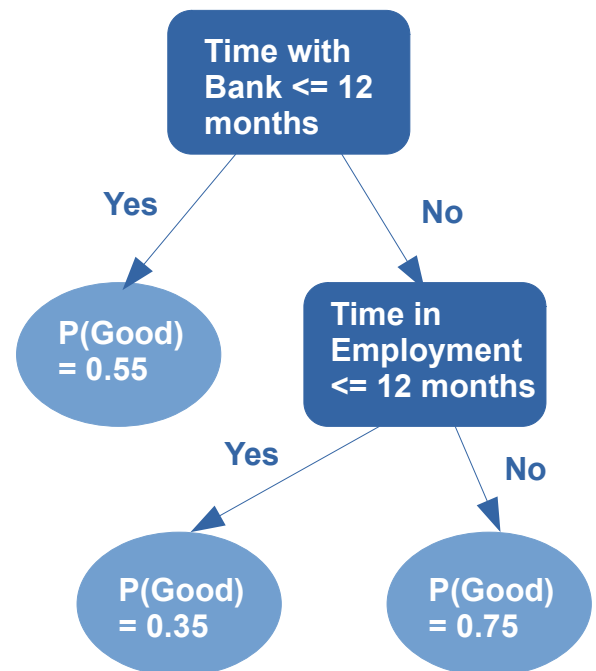 Time with
Bank <= 12
months
Yes
No
P(Good)
= 0.55
Time in
Employment
<= 12 months
Yes
No
P(Good)
= 0.35
P(Good)
= 0.75